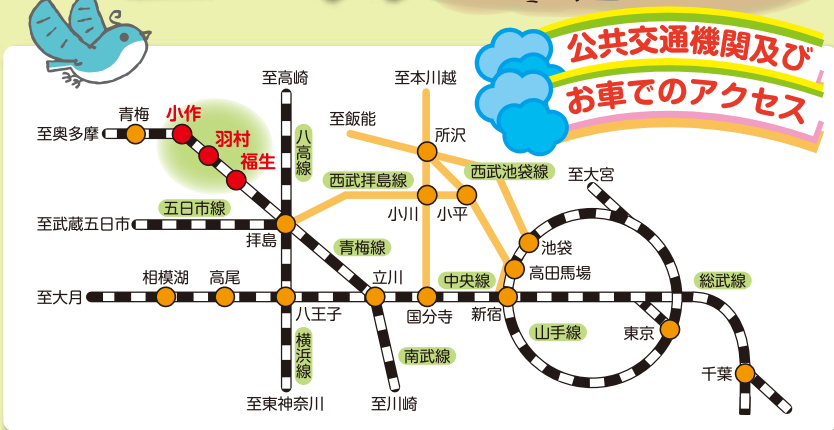 公共交通機関及び
お車でのアクセス
至高崎
至本川越
青梅
小作
至飯能
至奥多摩
羽村
八高線
所沢
福生
西武池袋線
西武拝島線
至大宮
五日市線
小川
小平
至武蔵五日市
拝島
青梅線
池袋
相模湖
高尾
立川
中央線
高田馬場
総武線
至大月
八王子
国分寺
新宿
山手線
東京
横浜線
南武線
千葉
至東神奈川
至川崎